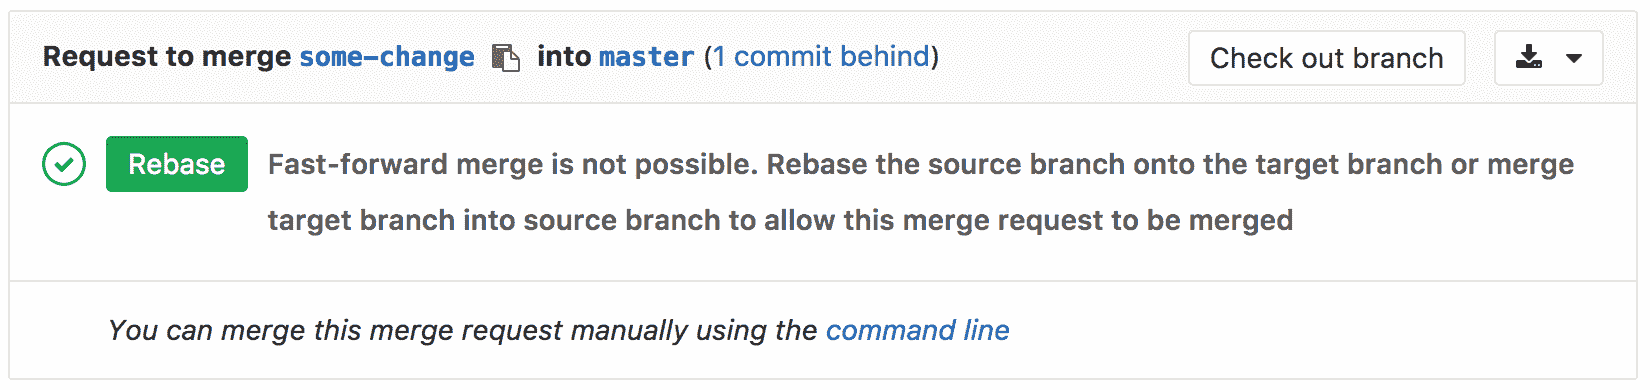 Request to merge some-change into master (1 commit behind) Check out branch
Rebase Fast-forward merge is not possible. Rebase the source branch onto the target branch or merge
target branch into source branch to allow this merge request to be merged
You can merge this merge request manually using the command line